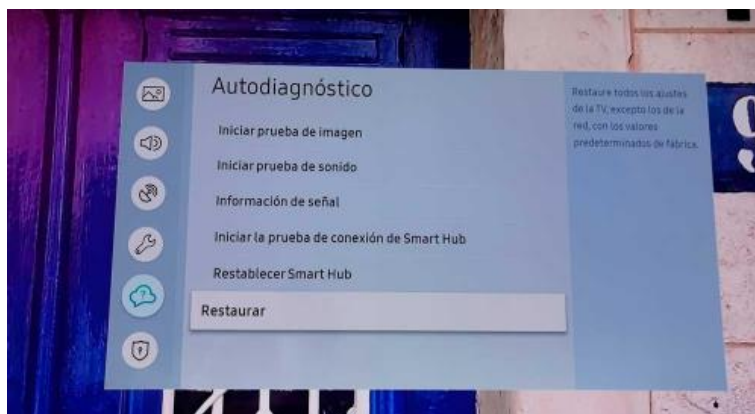 Autodiagnóstico
Iniciar prueba de imagen
Iniciar prueba de sonido
Información de señal
Iniciar la prueba de conexión de Smart Hub
Restablecer Smart Hub
Restaurar
Restaure todos los ajustes
de la TV, excepto los de la
red, con los valores
predeterminados de fábrica.
9